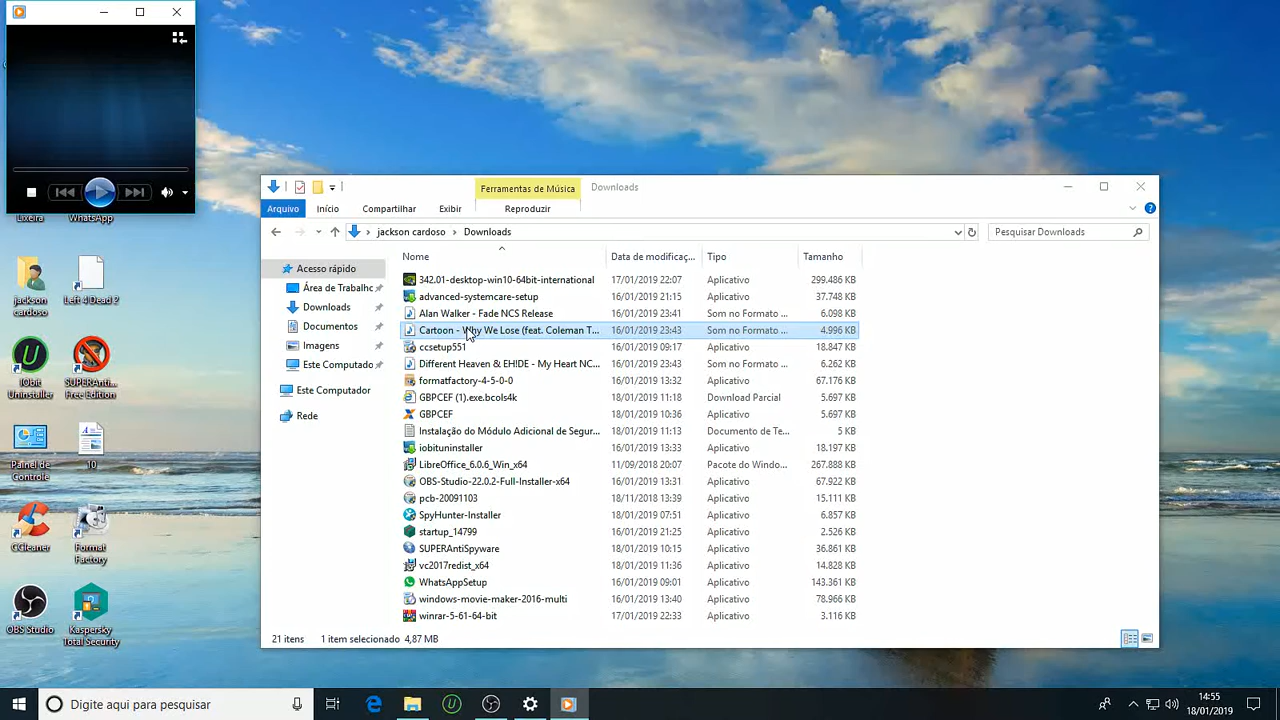 Lixeira
WhatsApp
jackson cardoso
Left 4 Dead 2
IObit Uninstaller
SUPERAnti... Free Edition
Painel de Controle
10
CCleaner
Format Factory
OBS Studio
Kaspersky Total Security
Ferramentas de Música
Downloads
Arquivo
Início
Compartilhar
Exibir
Reproduzir
jackson cardoso
Downloads
Pesquisar Downloads
Nome
Data de modificaç...
Tipo
Tamanho
Acesso rápido
Área de Trabalho
Downloads
Documentos
Imagens
Este Computado
Este Computador
Rede
342.01-desktop-win10-64bit-international 17/01/2019 22:07 Aplicativo 299.486 KB
advanced-systemcare-setup 16/01/2019 21:15 Aplicativo 37.748 KB
Alan Walker - Fade NCS Release 16/01/2019 23:41 Som no Formato ... 6.098 KB
Cartoon - Why We Lose (feat. Coleman T... 16/01/2019 23:43 Som no Formato ... 4.996 KB
ccsetup551 16/01/2019 09:17 Aplicativo 18.847 KB
Different Heaven & EH!DE - My Heart NC... 16/01/2019 23:43 Som no Formato ... 6.262 KB
formatfactory-4-5-0-0 16/01/2019 13:32 Aplicativo 67.176 KB
GBPCEF (1).exe.bcols4k 18/01/2019 11:18 Download Parcial 5.697 KB
GBPCEF 18/01/2019 10:36 Aplicativo 5.697 KB
Instalação do Módulo Adicional de Segur... 18/01/2019 11:13 Documento de Te... 5 KB
iobituninstaller 16/01/2019 13:33 Aplicativo 18.197 KB
LibreOffice_6.0.6_Win_x64 11/09/2018 20:07 Pacote do Windo... 267.888 KB
OBS-Studio-22.0.2-Full-Installer-x64 16/01/2019 13:31 Aplicativo 67.922 KB
pcb-20091103 18/11/2018 13:39 Aplicativo 15.111 KB
SpyHunter-Installer 18/01/2019 07:51 Aplicativo 6.857 KB
startup_14799 16/01/2019 21:25 Aplicativo 2.526 KB
SUPERAntiSpyware 18/01/2019 10:15 Aplicativo 36.861 KB
vc2017redist_x64 18/01/2019 11:36 Aplicativo 14.828 KB
WhatsAppSetup 16/01/2019 09:01 Aplicativo 143.361 KB
windows-movie-maker-2016-multi 16/01/2019 13:40 Aplicativo 78.966 KB
winrar-5-61-64-bit 17/01/2019 22:33 Aplicativo 3.116 KB
21 itens 1 item selecionado 4,87 MB
Digite aqui para pesquisar
14:55
18/01/2019